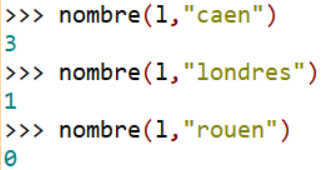 >>> nombre(l,"caen")
3
>>> nombre(l,"londres")
1
>>> nombre(l,"rouen")
0